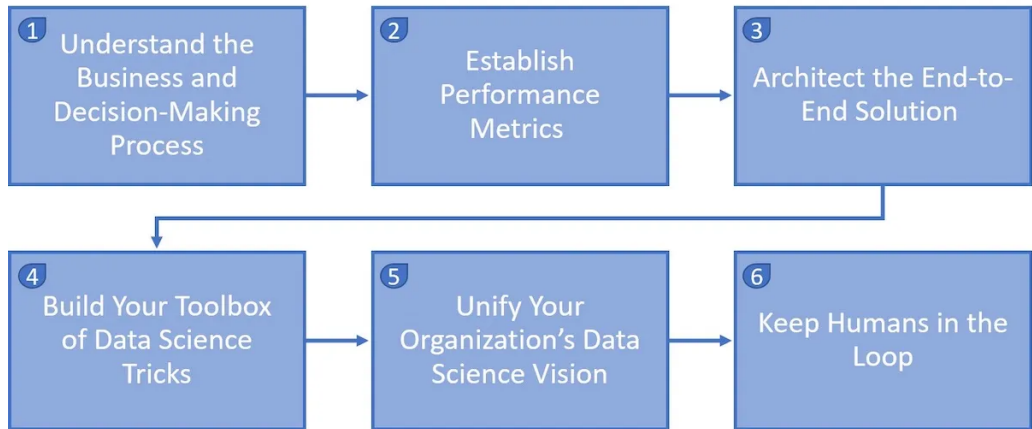 1
Understand the
Business and
Decision-Making
Process
2
Establish
Performance
Metrics
3
Architect the End-to-
End Solution
4
Build Your Toolbox
of Data Science
Tricks
5
Unify Your
Organization's Data
Science Vision
6
Keep Humans in the
Loop